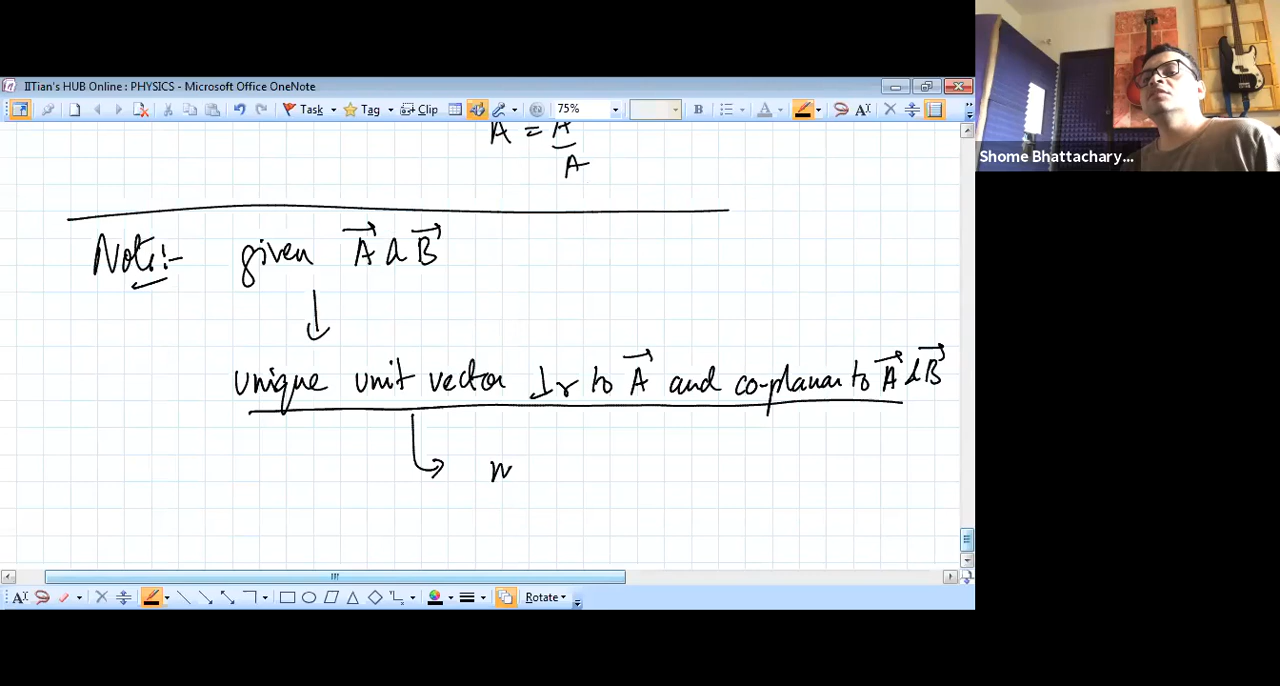 IITian's HUB Online : PHYSICS - Microsoft Office OneNote
Task Tag Clip 75% B A
Shome Bhattachary...
A = A
A
Note:- given A & B
unique unit vector ⊥r to A and co-planar to A & B
n
Rotate